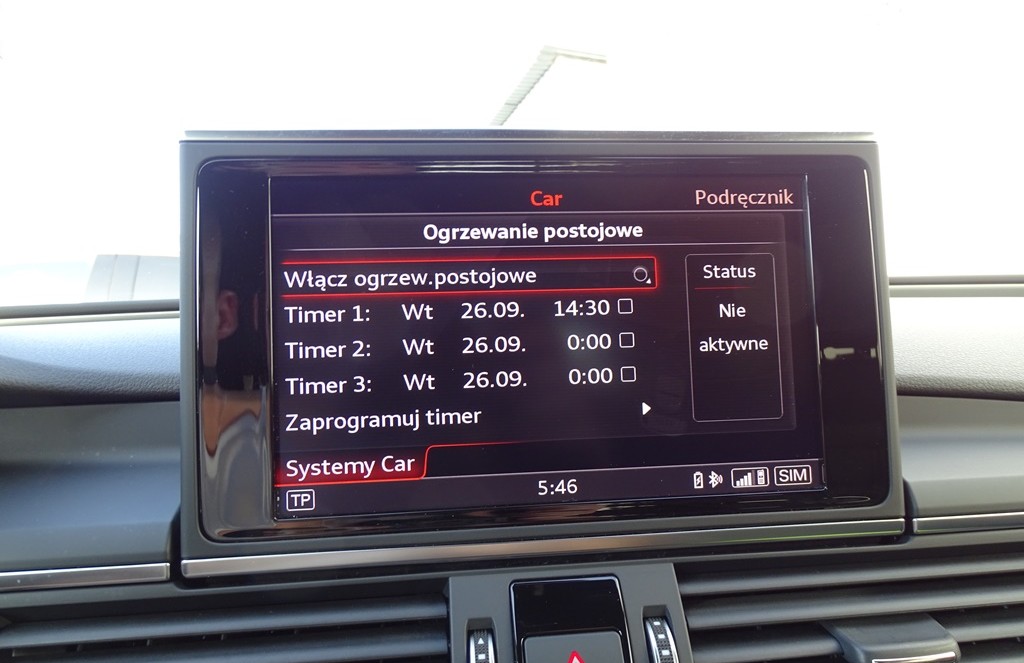 Car Podręcznik
Ogrzewanie postojowe
Włącz ogrzew.postojowe
Timer 1: Wt 26.09. 14:30
Timer 2: Wt 26.09. 0:00
Timer 3: Wt 26.09. 0:00
Zaprogramuj timer
Status
Nie
aktywne
Systemy Car
TP 5:46 SIM